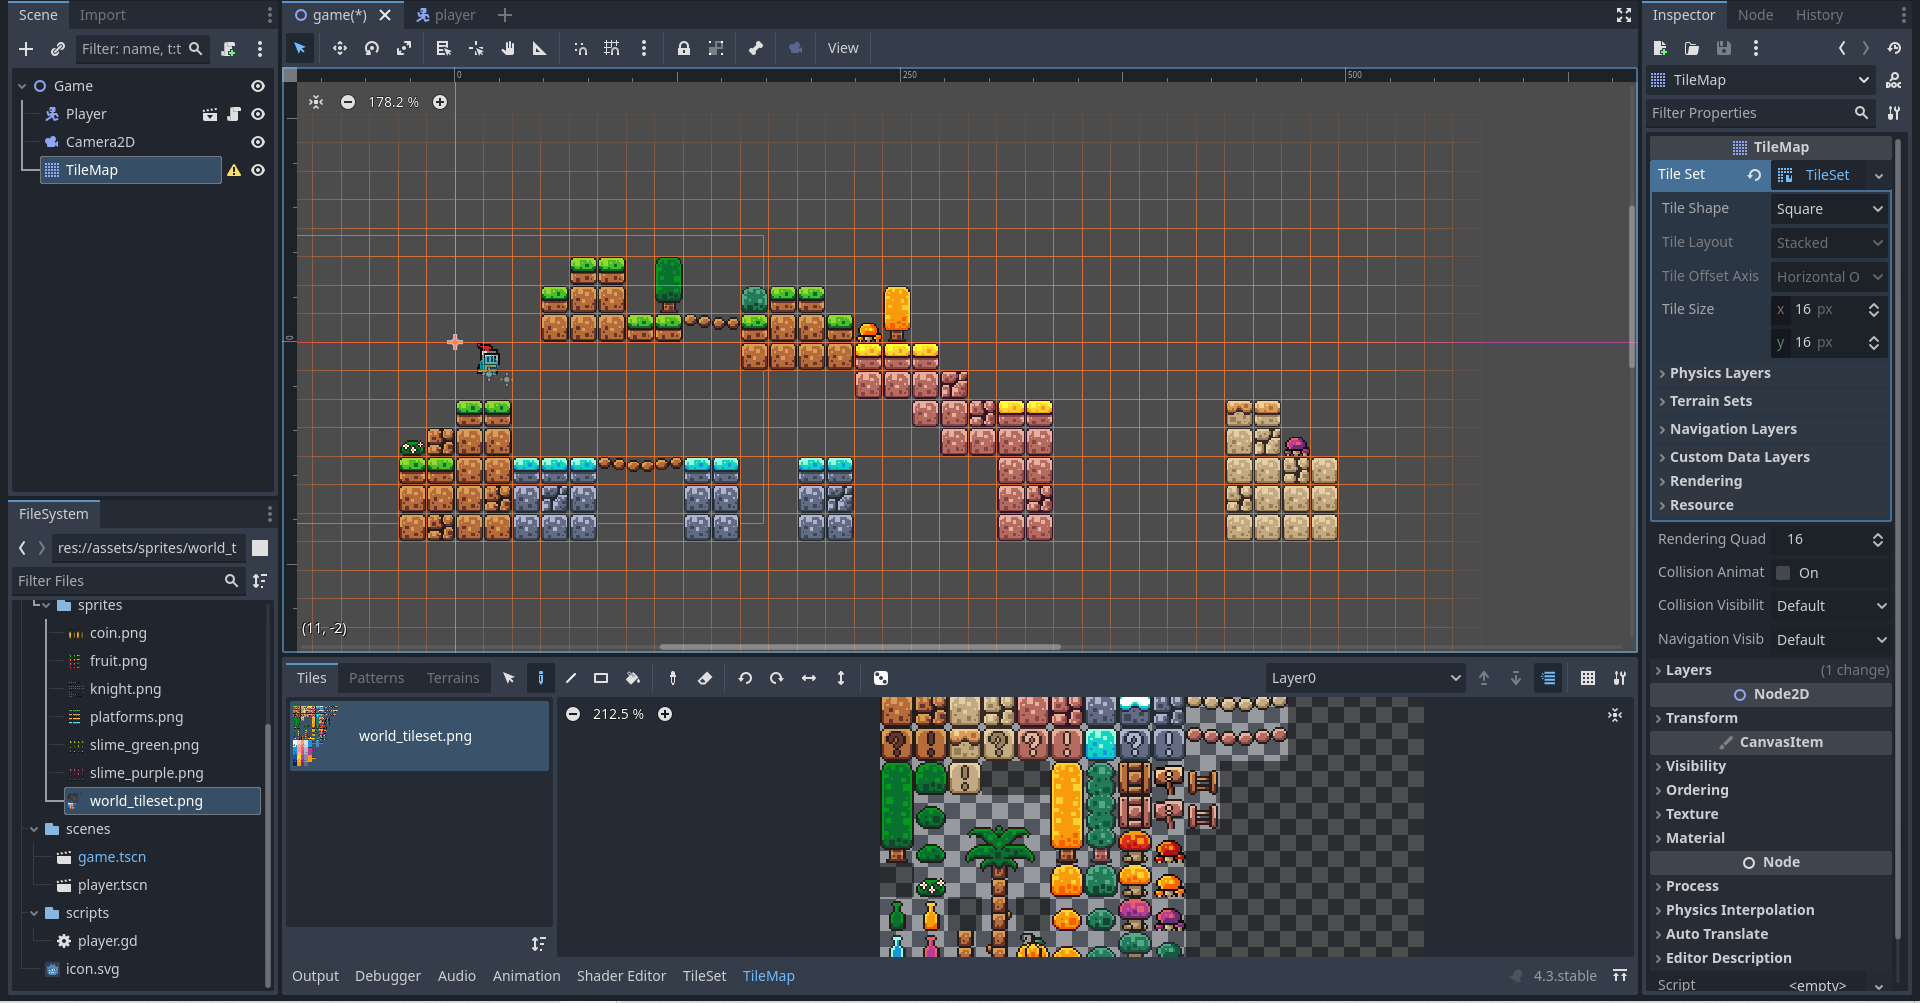 Scene Import
Filter: name, t:t
Game
Player
Camera2D
TileMap
FileSystem
res://assets/sprites/world_t
Filter Files
sprites
coin.png
fruit.png
knight.png
platforms.png
slime_green.png
slime_purple.png
world_tileset.png
scenes
game.tscn
player.tscn
scripts
player.gd
icon.svg
game(*) player
View
0 250 500
0
178.2 %
(11, -2)
Tiles Patterns Terrains
Layer0
world_tileset.png
212.5 %
Output Debugger Audio Animation Shader Editor TileSet TileMap
4.3.stable
Inspector Node History
TileMap
DOC
Filter Properties
TileMap
Tile Set TileSet
Tile Shape Square
Tile Layout Stacked
Tile Offset Axis Horizontal O
Tile Size x 16 px
y 16 px
Physics Layers
Terrain Sets
Navigation Layers
Custom Data Layers
Rendering
Resource
Rendering Quad 16
Collision Animat On
Collision Visibilit Default
Navigation Visib Default
Layers (1 change)
Node2D
Transform
CanvasItem
Visibility
Ordering
Texture
Material
Node
Process
Physics Interpolation
Auto Translate
Editor Description
Script <empty>